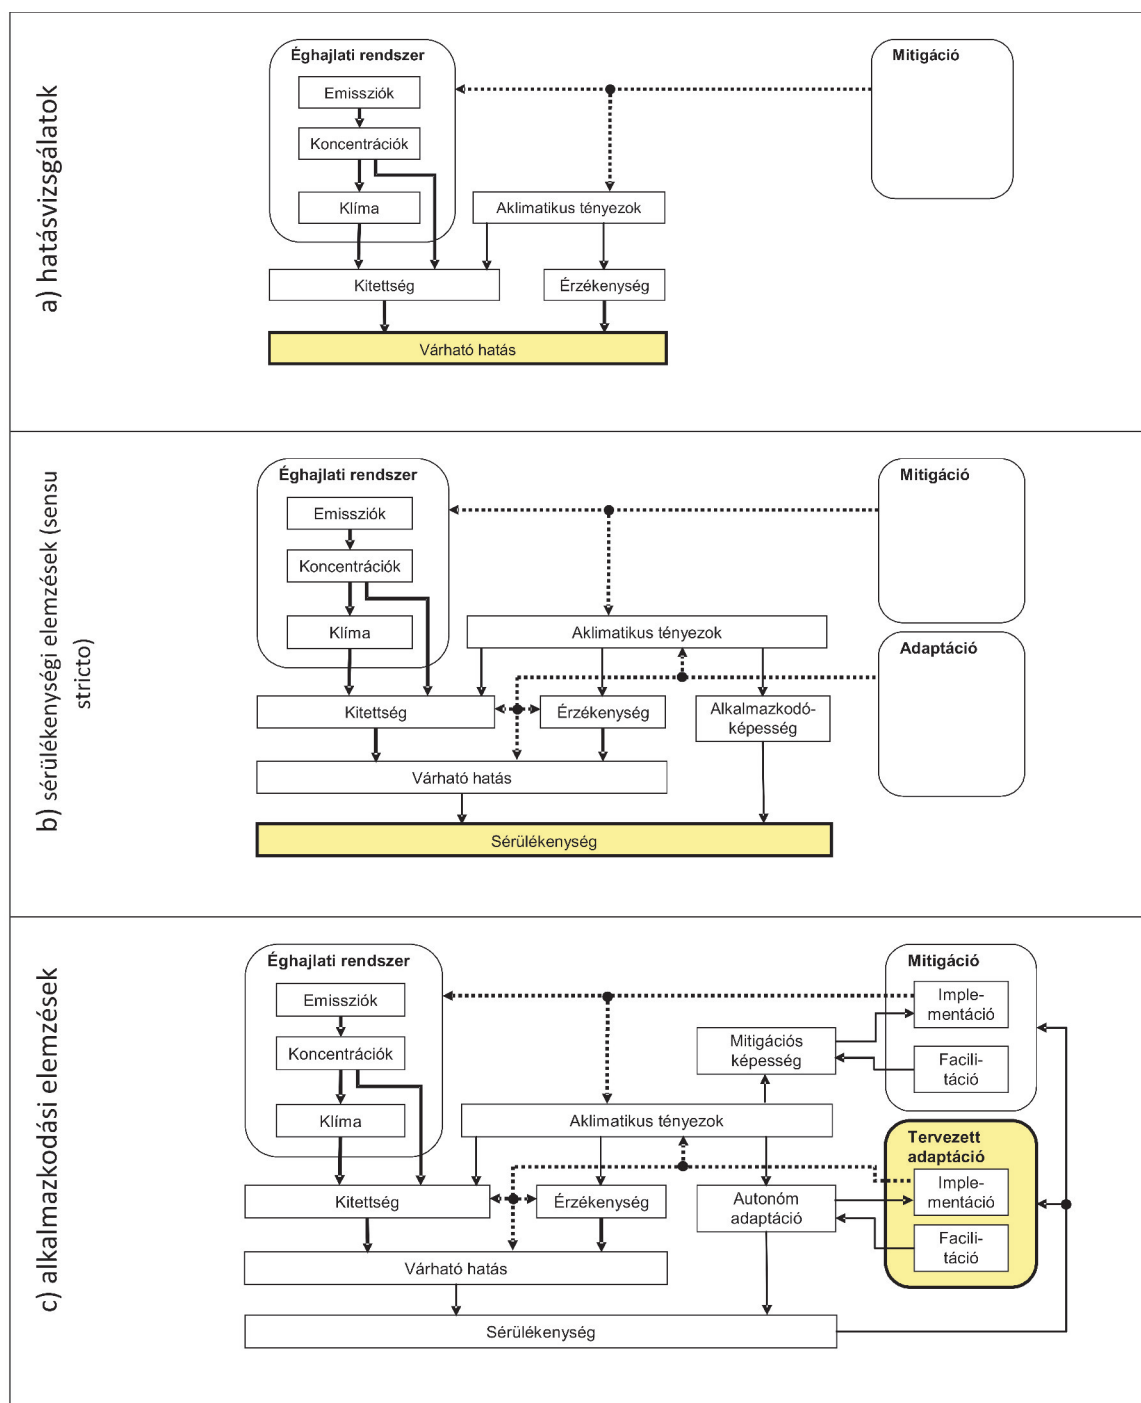 a) hatásvizsgálatok
Éghajlati rendszer
Mitigáció
Emissziók
Koncentrációk
Klíma
Aklimatikus tényezok
Kitettség
Érzékenység
Várható hatás
b) sérülékenységi elemzések (sensu
stricto)
Éghajlati rendszer
Mitigáció
Emissziók
Koncentrációk
Klíma
Aklimatikus tényezok
Adaptáció
Kitettség
Érzékenység
Alkalmazkodó-
képesség
Várható hatás
Sérülékenység
c) alkalmazkodási elemzések
Éghajlati rendszer
Mitigáció
Emissziók
Imple-
mentáció
Koncentrációk
Mitigációs
képesség
Facili-
táció
Klíma
Aklimatikus tényezok
Tervezett
adaptáció
Kitettség
Érzékenység
Autonóm
adaptáció
Imple-
mentáció
Facili-
táció
Várható hatás
Sérülékenység